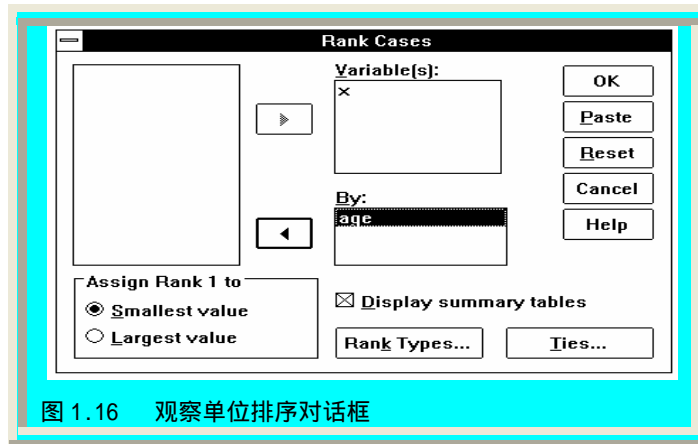 Rank Cases
Variable(s):
x
OK
Paste
Reset
Cancel
Help
By:
age
Assign Rank 1 to
Smallest value
Largest value
Display summary tables
Rank Types...
Ties...
图 1.16 观察单位排序对话框